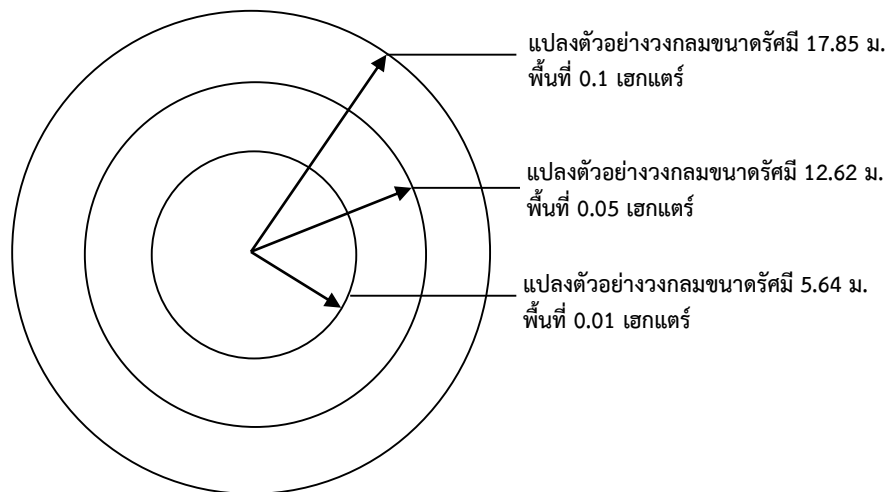 แปลงตัวอย่างวงกลมขนาดรัศมี 17.85 ม.
พื้นที่ 0.1 เฮกแตร์
แปลงตัวอย่างวงกลมขนาดรัศมี 12.62 ม.
พื้นที่ 0.05 เฮกแตร์
แปลงตัวอย่างวงกลมขนาดรัศมี 5.64 ม.
พื้นที่ 0.01 เฮกแตร์